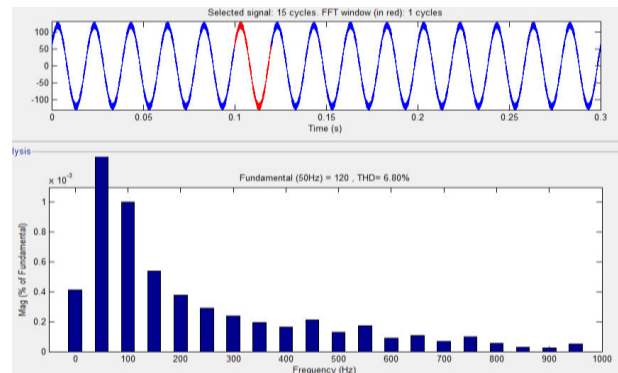 Selected signal: 15 cycles. FFT window (in red): 1 cycles
100
50
0
-50
-100
0 0.05 0.1 0.15 0.2 0.25 0.3
Time (s)
lysis
× 10^-3
Fundamental (50Hz) = 120 , THD= 6.80%
1
0.8
0.6
0.4
0.2
0
Mag (% of Fundamental)
0 100 200 300 400 500 600 700 800 900 1000
Frequency (Hz)